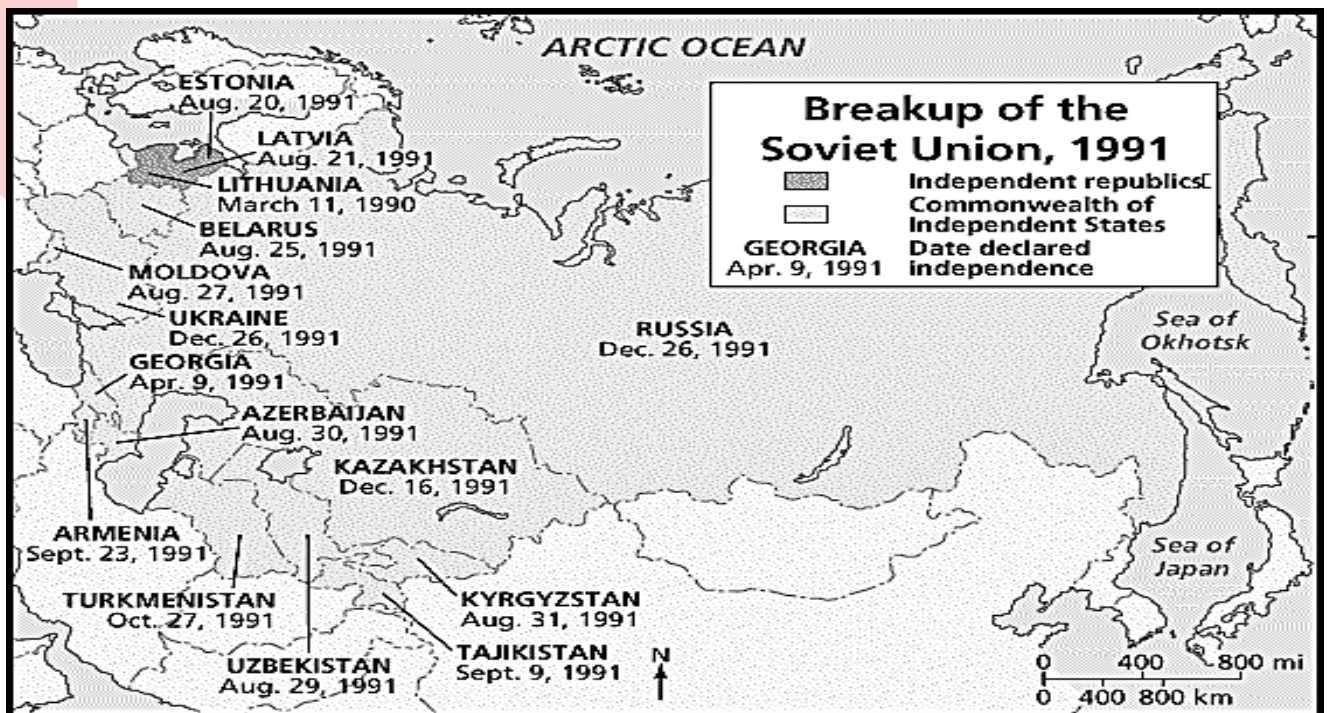 ARCTIC OCEAN
ESTONIA
Aug. 20, 1991
LATVIA
Aug. 21, 1991
LITHUANIA
March 11, 1990
BELARUS
Aug. 25, 1991
MOLDOVA
Aug. 27, 1991
UKRAINE
Dec. 26, 1991
GEORGIA
Apr. 9, 1991
AZERBAIJAN
Aug. 30, 1991
KAZAKHSTAN
Dec. 16, 1991
ARMENIA
Sept. 23, 1991
TURKMENISTAN
Oct. 27, 1991
UZBEKISTAN
Aug. 29, 1991
KYRGYZSTAN
Aug. 31, 1991
TAJIKISTAN
Sept. 9, 1991
RUSSIA
Dec. 26, 1991
Breakup of the
Soviet Union, 1991
Independent republics
Commonwealth of
Independent States
GEORGIA Date declared
Apr. 9, 1991 independence
Sea of
Okhotsk
Sea of
Japan
N
0 400 800 mi
0 400 800 km